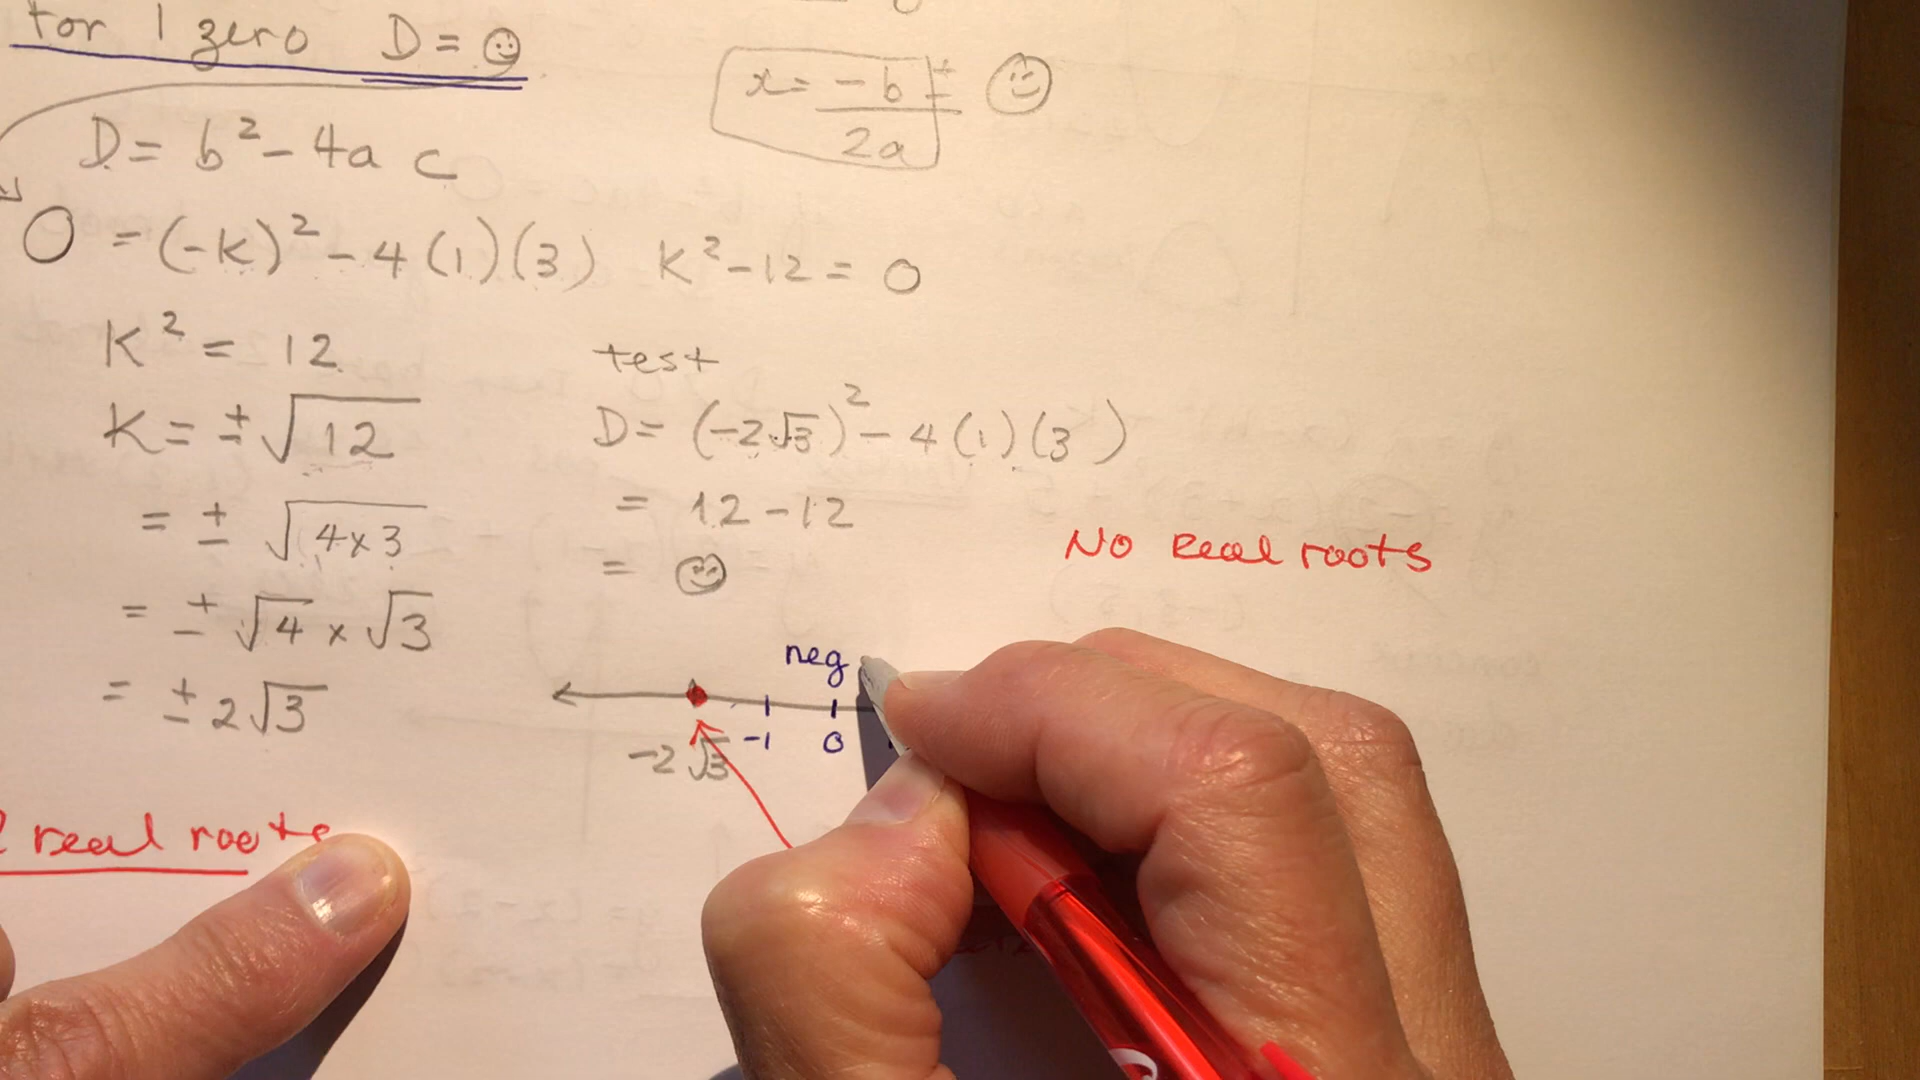 for 1 zero D = ☺
x = -b ± ☺
2a
D = b² - 4ac
0 = (-K)² - 4(1)(3) K² - 12 = 0
K² = 12
K = ± √12
= ± √4x3
= ± √4 x √3
= ± 2√3
test
D = (-2√3)² - 4(1)(3)
= 12 - 12
= ☺
No Real roots
neg
-2√3 -1 0
real roots